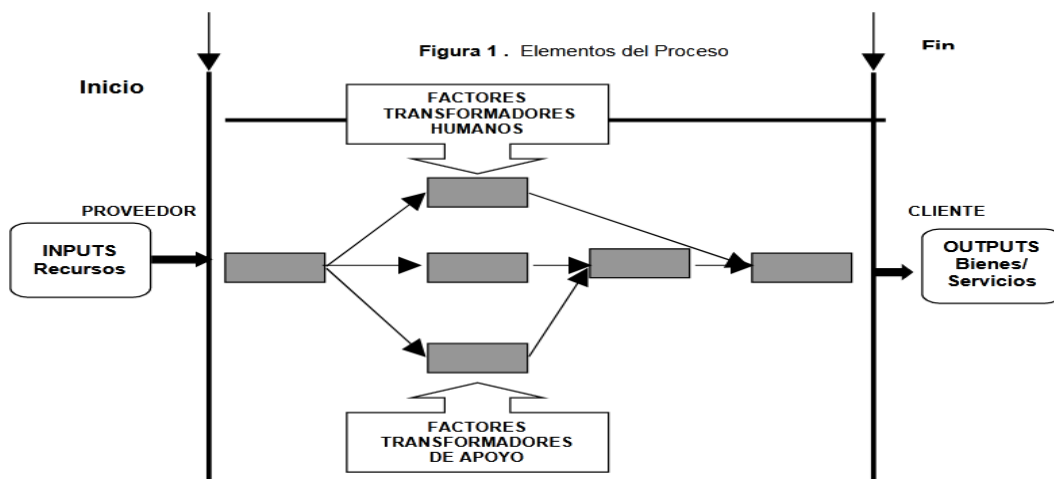 Figura 1 . Elementos del Proceso
Fin
Inicio
FACTORES
TRANSFORMADORES
HUMANOS
PROVEEDOR
CLIENTE
INPUTS
Recursos
OUTPUTS
Bienes/
Servicios
FACTORES
TRANSFORMADORES
DE APOYO